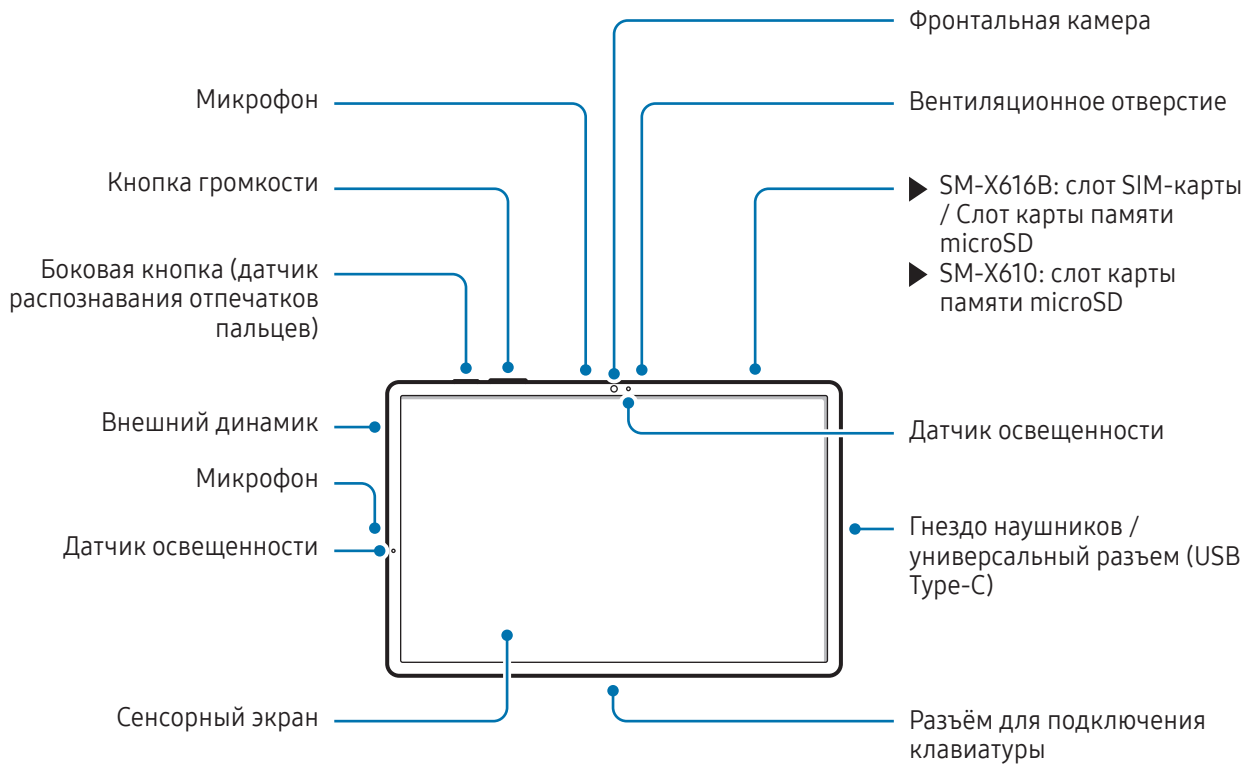 Фронтальная камера
Микрофон
Вентиляционное отверстие
Кнопка громкости
SM-X616B: слот SIM-карты
/ Слот карты памяти
microSD
SM-X610: слот карты
памяти microSD
Боковая кнопка (датчик
распознавания отпечатков
пальцев)
Внешний динамик
Датчик освещенности
Микрофон
Датчик освещенности
Гнездо наушников /
универсальный разъем (USB
Type-C)
Сенсорный экран
Разъём для подключения
клавиатуры